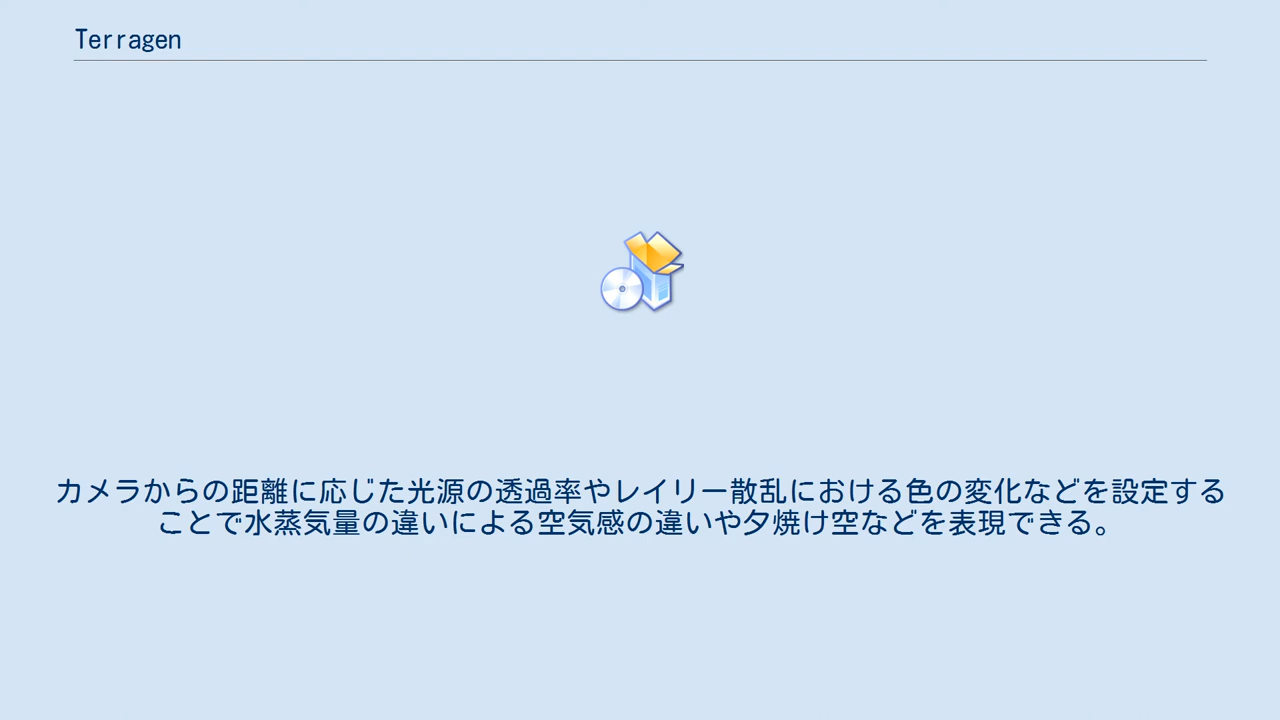 Terragen
カメラからの距離に応じた光源の透過率やレイリー散乱における色の変化などを設定する
ことで水蒸気量の違いによる空気感の違いや夕焼け空などを表現できる。